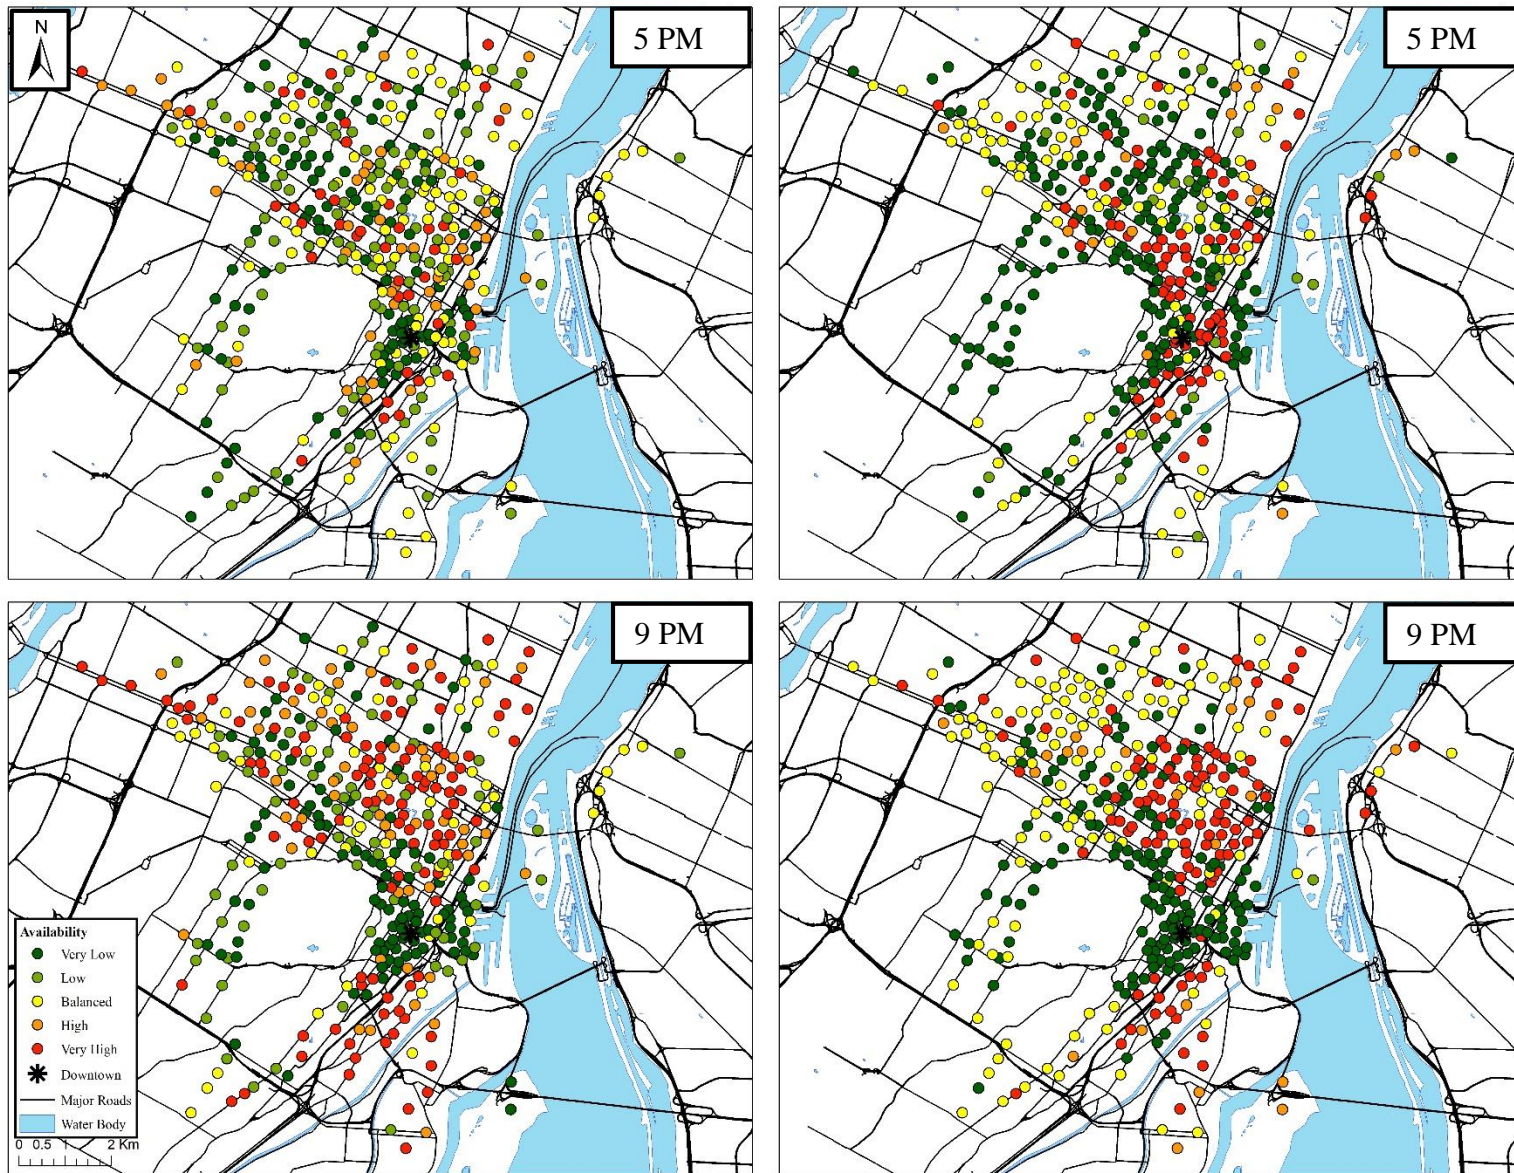 N
5 PM
5 PM
9 PM
9 PM
Availability
Very Low
Low
Balanced
High
Very High
Downtown
Major Roads
Water Body
0 0.5 1 2 Km